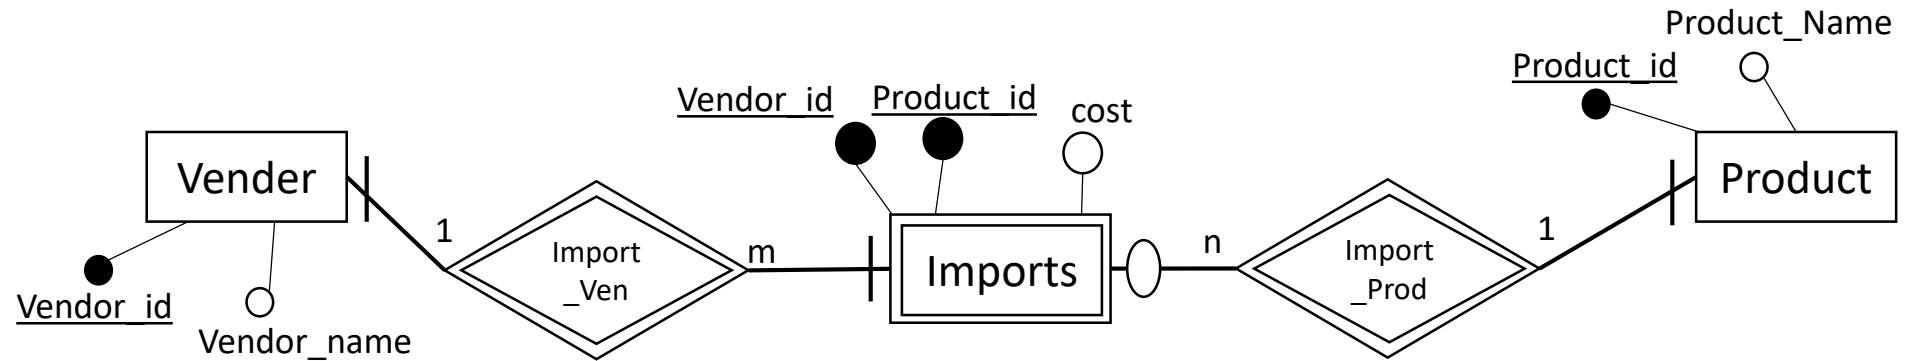 Product_Name
Product_id
Vendor_id
Product_id
cost
Vender
Product
1
Import
_Ven
m
Imports
n
Import
_Prod
1
Vendor_id
Vendor_name